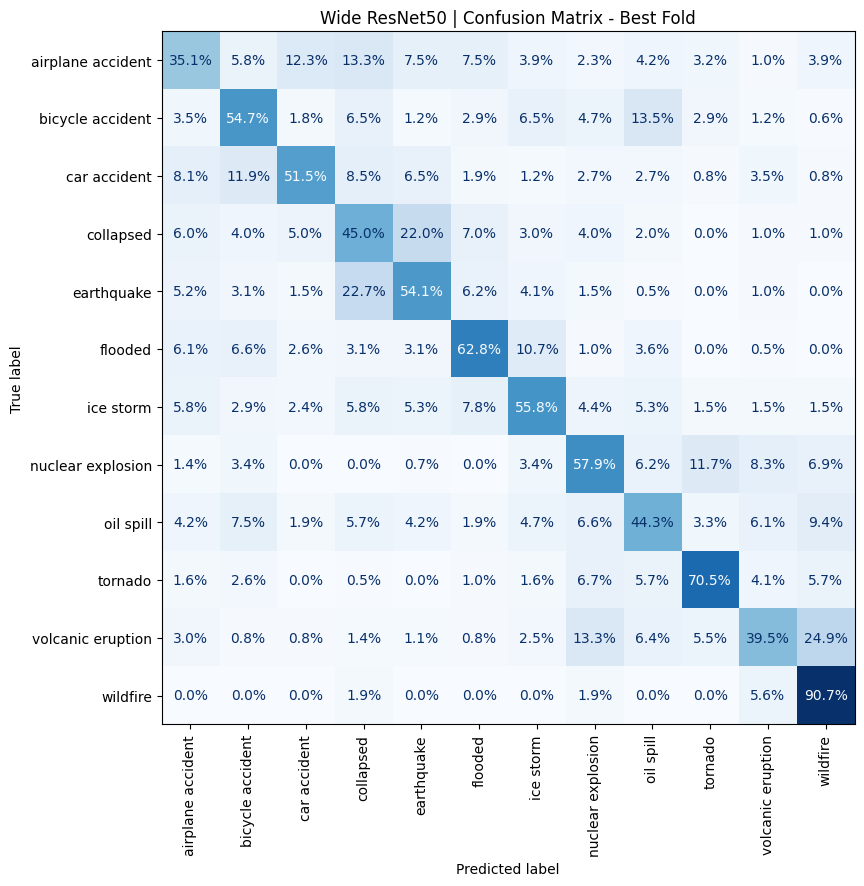 Wide ResNet50 | Confusion Matrix - Best Fold
True label
airplane accident 35.1% 5.8% 12.3% 13.3% 7.5% 7.5% 3.9% 2.3% 4.2% 3.2% 1.0% 3.9%
bicycle accident 3.5% 54.7% 1.8% 6.5% 1.2% 2.9% 6.5% 4.7% 13.5% 2.9% 1.2% 0.6%
car accident 8.1% 11.9% 51.5% 8.5% 6.5% 1.9% 1.2% 2.7% 2.7% 0.8% 3.5% 0.8%
collapsed 6.0% 4.0% 5.0% 45.0% 22.0% 7.0% 3.0% 4.0% 2.0% 0.0% 1.0% 1.0%
earthquake 5.2% 3.1% 1.5% 22.7% 54.1% 6.2% 4.1% 1.5% 0.5% 0.0% 1.0% 0.0%
flooded 6.1% 6.6% 2.6% 3.1% 3.1% 62.8% 10.7% 1.0% 3.6% 0.0% 0.5% 0.0%
ice storm 5.8% 2.9% 2.4% 5.8% 5.3% 7.8% 55.8% 4.4% 5.3% 1.5% 1.5% 1.5%
nuclear explosion 1.4% 3.4% 0.0% 0.0% 0.7% 0.0% 3.4% 57.9% 6.2% 11.7% 8.3% 6.9%
oil spill 4.2% 7.5% 1.9% 5.7% 4.2% 1.9% 4.7% 6.6% 44.3% 3.3% 6.1% 9.4%
tornado 1.6% 2.6% 0.0% 0.5% 0.0% 1.0% 1.6% 6.7% 5.7% 70.5% 4.1% 5.7%
volcanic eruption 3.0% 0.8% 0.8% 1.4% 1.1% 0.8% 2.5% 13.3% 6.4% 5.5% 39.5% 24.9%
wildfire 0.0% 0.0% 0.0% 1.9% 0.0% 0.0% 0.0% 1.9% 0.0% 0.0% 5.6% 90.7%
airplane accident
bicycle accident
car accident
collapsed
earthquake
flooded
ice storm
nuclear explosion
oil spill
tornado
volcanic eruption
wildfire
Predicted label